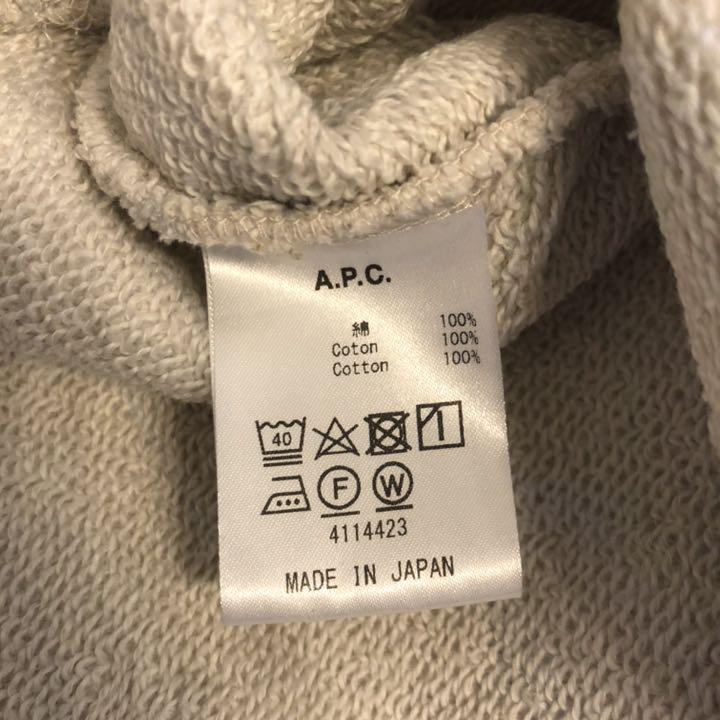 A.P.C.
綿 100%
Coton 100%
Cotton 100%
40
F W
4114423
MADE IN JAPAN